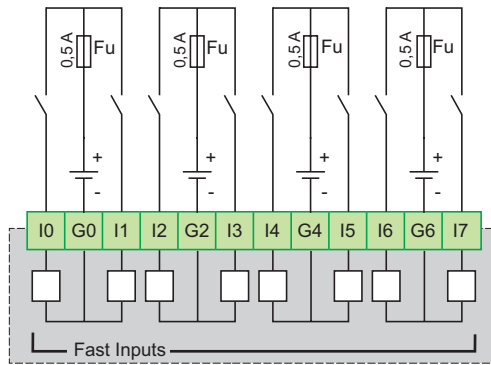 0,5 A Fu 0,5 A Fu 0,5 A Fu 0,5 A Fu
+ + + +
- - - -
I0 G0 I1 I2 G2 I3 I4 G4 I5 I6 G6 I7
Fast Inputs